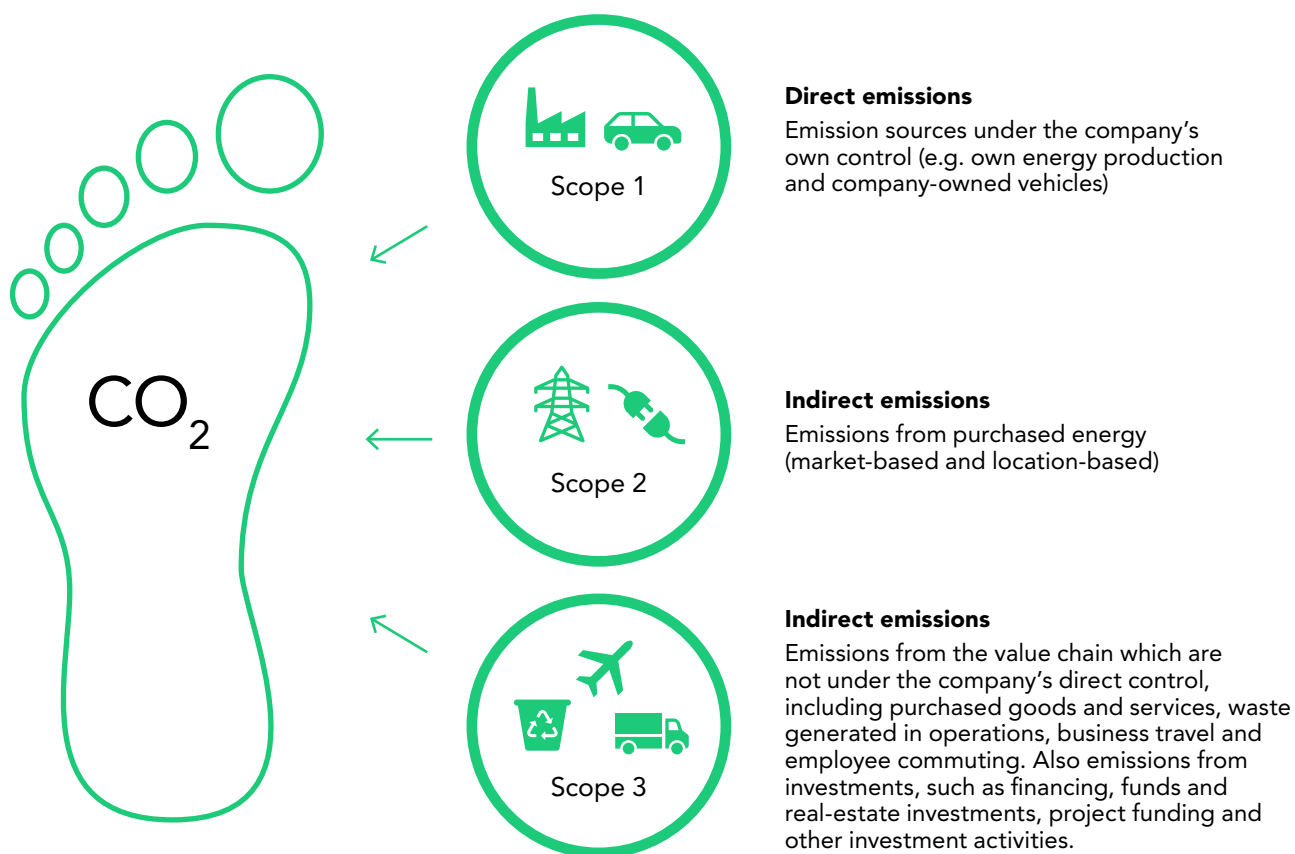 CO2
Scope 1
Direct emissions
Emission sources under the company's
own control (e.g. own energy production
and company-owned vehicles)
Scope 2
Indirect emissions
Emissions from purchased energy
(market-based and location-based)
Scope 3
Indirect emissions
Emissions from the value chain which are
not under the company's direct control,
including purchased goods and services, waste
generated in operations, business travel and
employee commuting. Also emissions from
investments, such as financing, funds and
real-estate investments, project funding and
other investment activities.